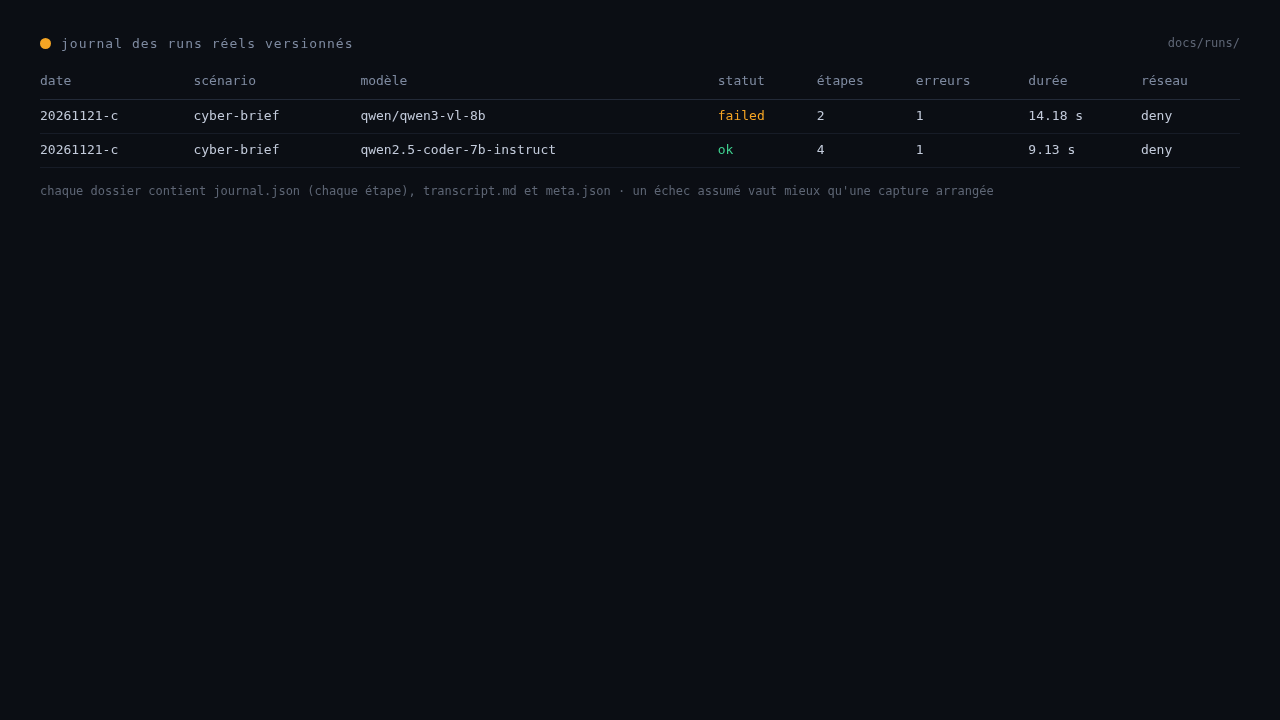 journal des runs réels versionnés docs/runs/
date scénario modèle statut étapes erreurs durée réseau
20261121-c cyber-brief qwen/qwen3-vl-8b failed 2 1 14.18 s deny
20261121-c cyber-brief qwen2.5-coder-7b-instruct ok 4 1 9.13 s deny
chaque dossier contient journal.json (chaque étape), transcript.md et meta.json · un échec assumé vaut mieux qu'une capture arrangée